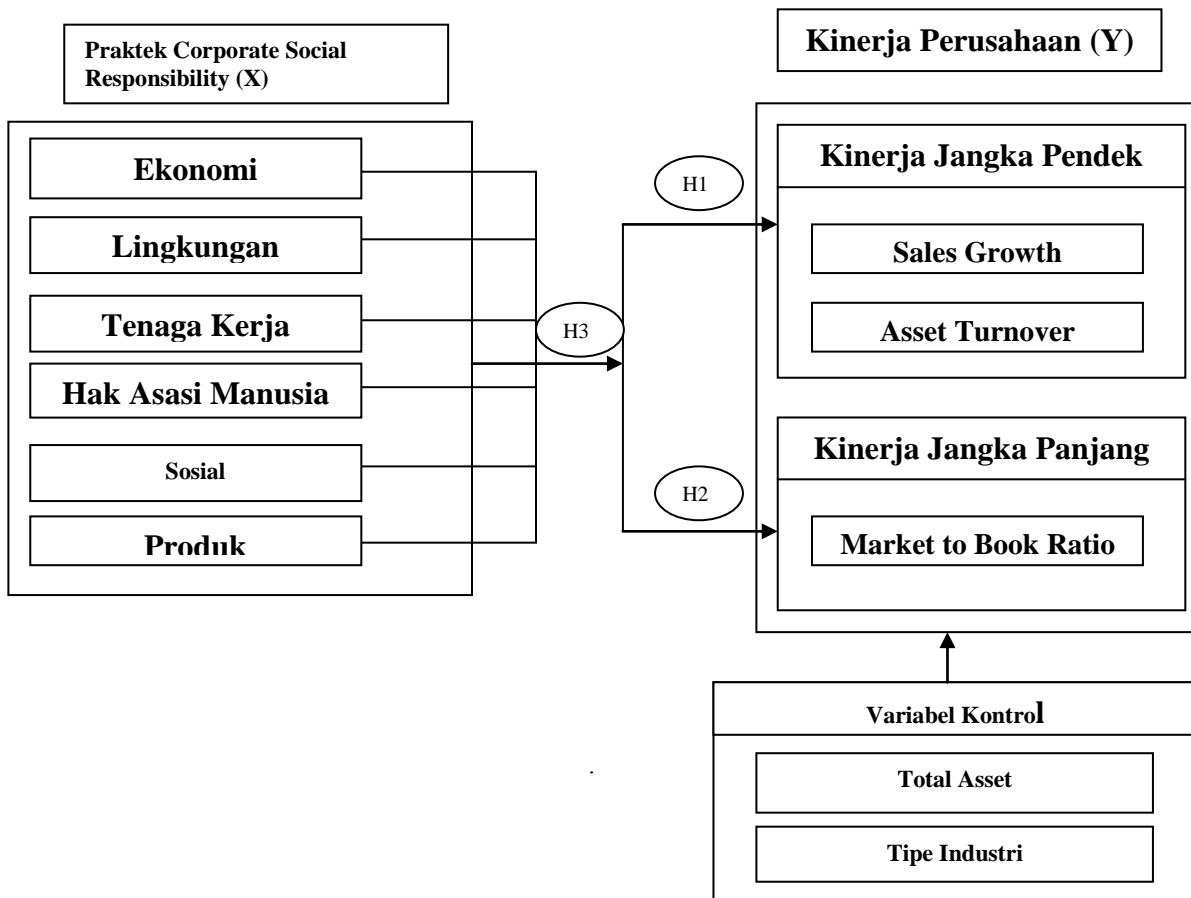 Praktek Corporate Social
Responsibility (X)
Ekonomi
Lingkungan
Tenaga Kerja
Hak Asasi Manusia
Sosial
Produk
H3
H1
H2
Kinerja Perusahaan (Y)
Kinerja Jangka Pendek
Sales Growth
Asset Turnover
Kinerja Jangka Panjang
Market to Book Ratio
Variabel Kontrol
Total Asset
Tipe Industri
.